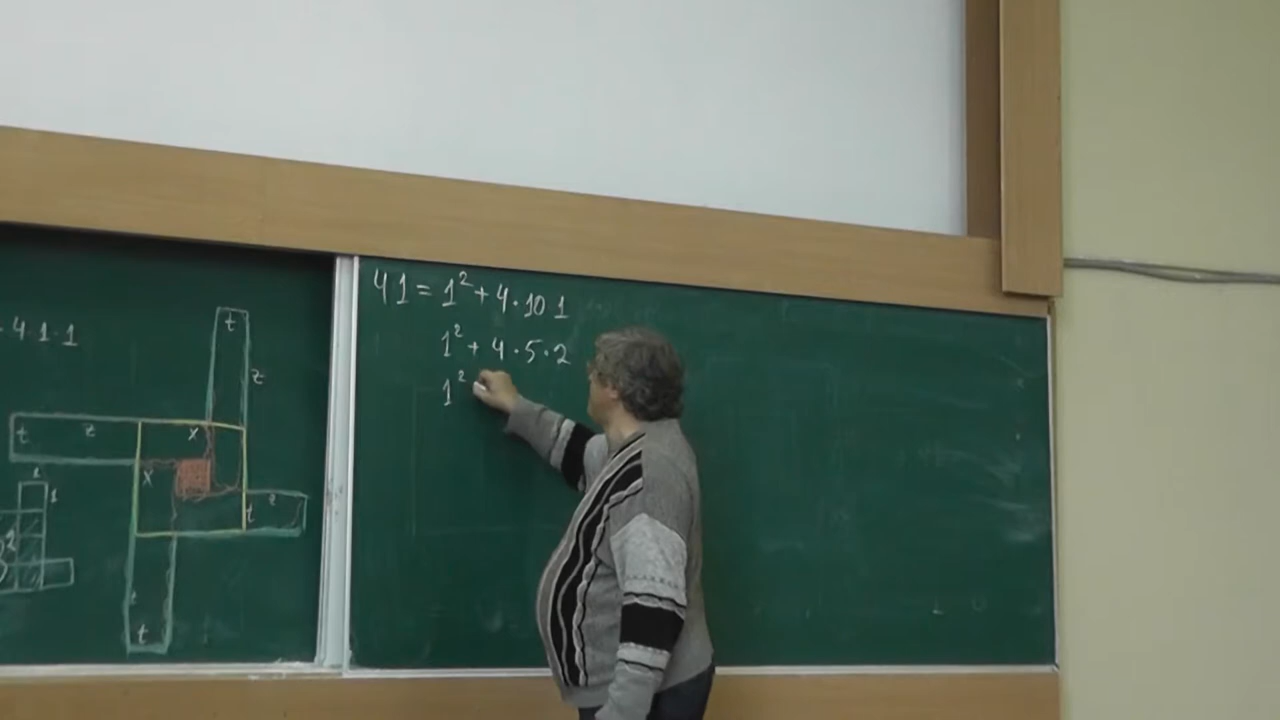 4·1·1
t
z
t z x
x
1
1
z
t
z
t
41 = 1² + 4·10 1
1² + 4·5·2
1²